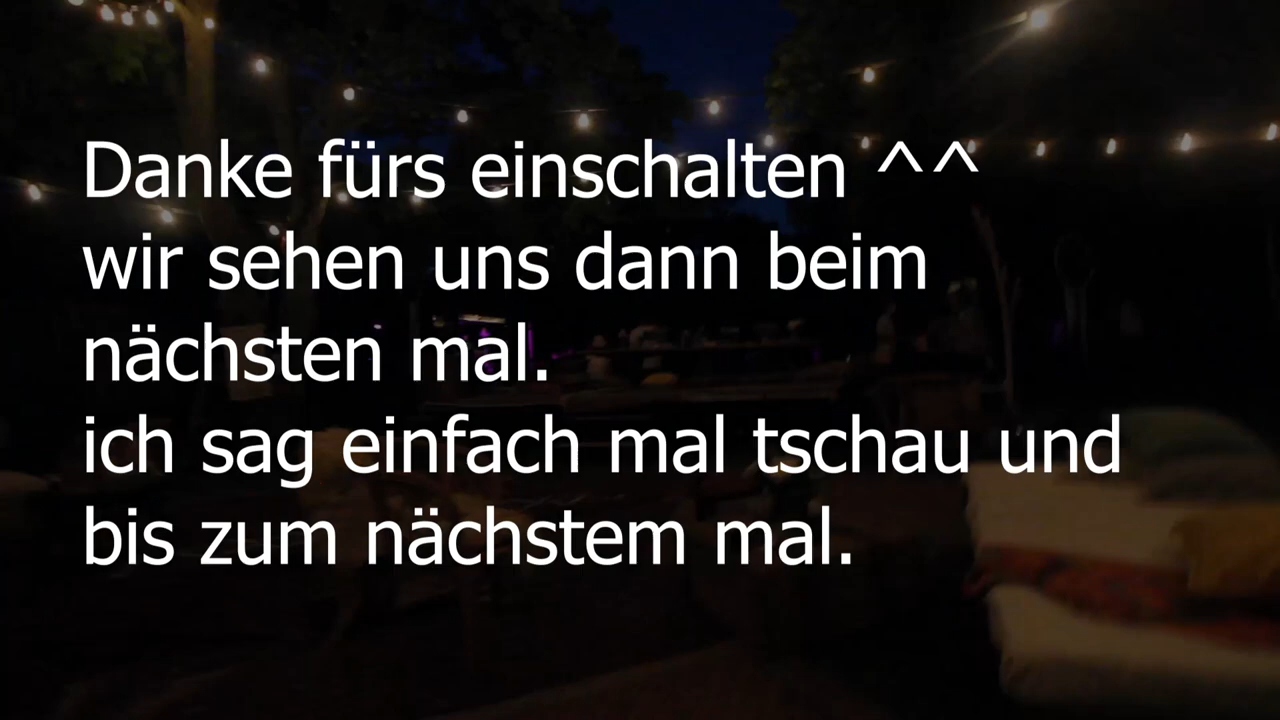 Danke fürs einschalten ^^
wir sehen uns dann beim
nächsten mal.
ich sag einfach mal tschau und
bis zum nächstem mal.